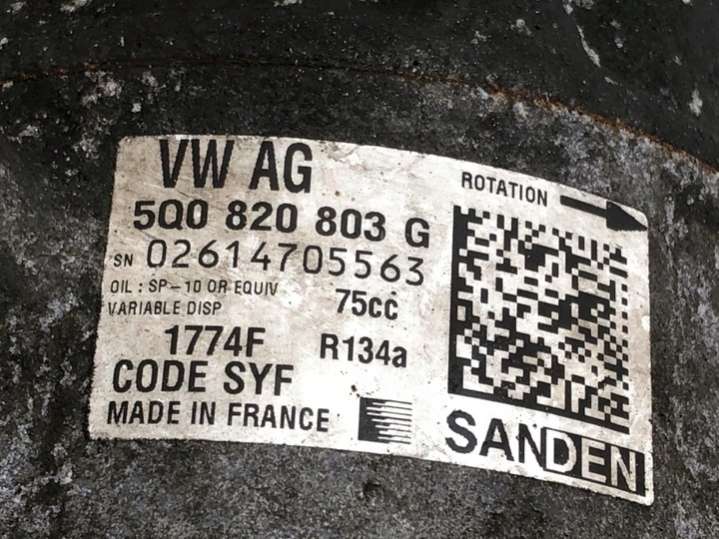 VW AG
ROTATION
5Q0 820 803 G
SN 02614705563
OIL : SP-10 OR EQUIV
75cc
VARIABLE DISP
1774F R134a
CODE SYF
MADE IN FRANCE
SANDEN